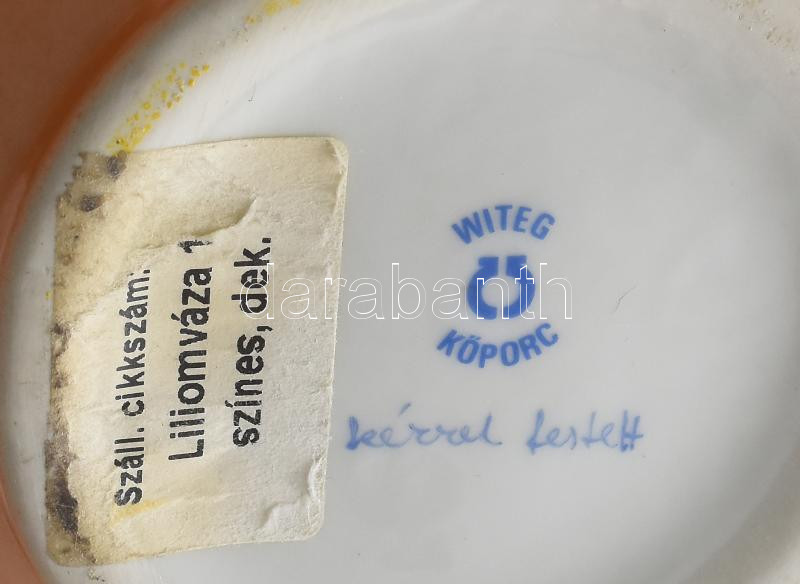 Száll. cikkszám:
Liliomváza 1
színes, dek.
WITEG
KŐPORC
kézzel festett
darabanth